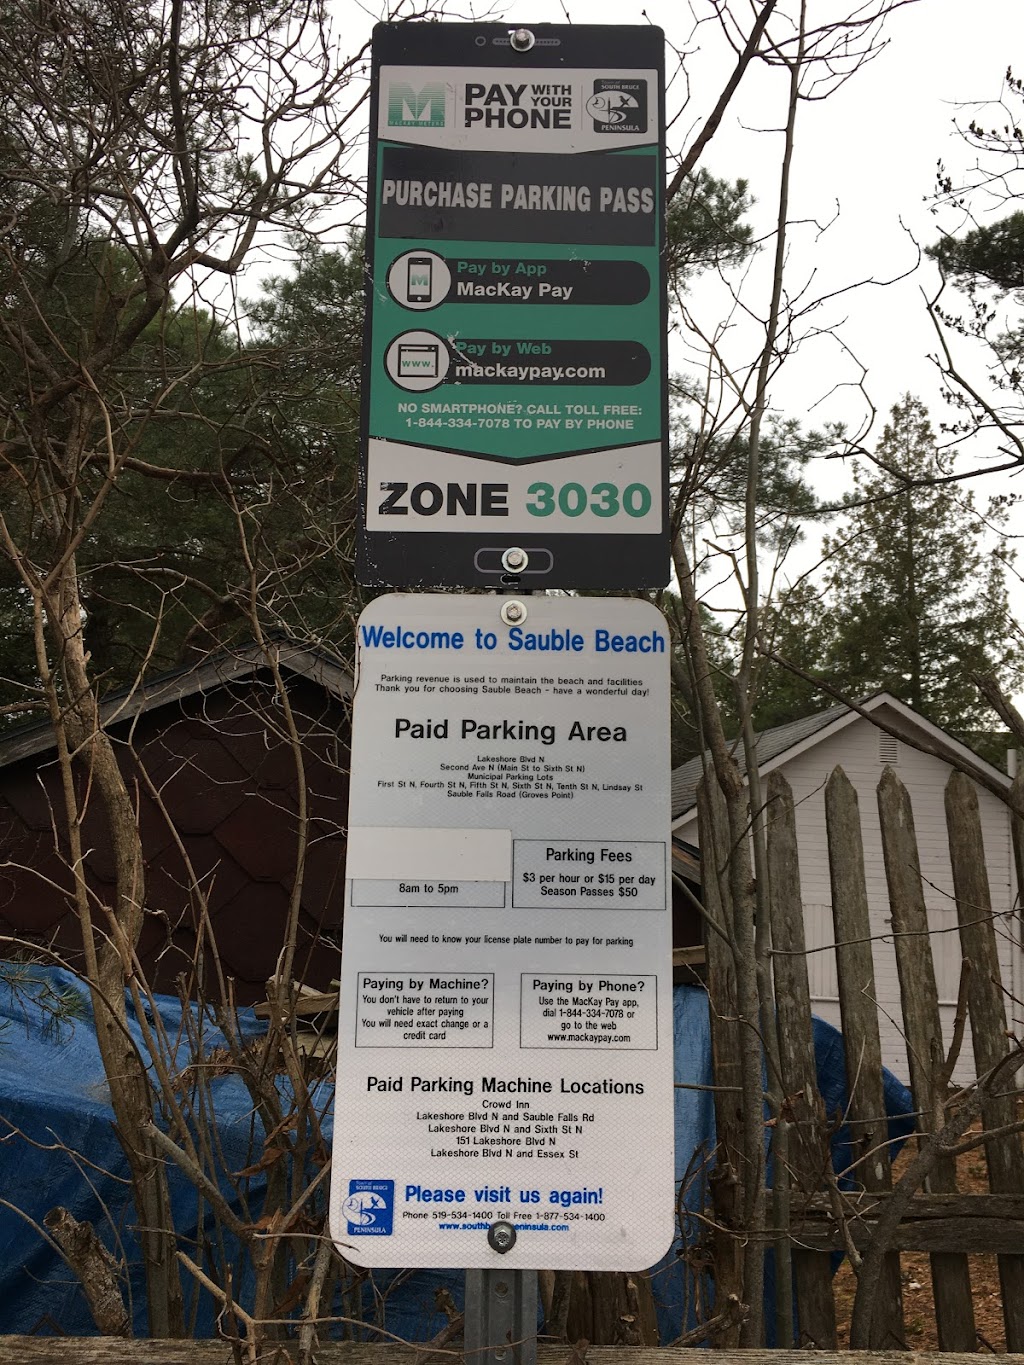 M
MACKAY METERS
PAY WITH YOUR PHONE
Town of
SOUTH BRUCE
PENINSULA
PURCHASE PARKING PASS
M
Pay by App
MacKay Pay
www.
Pay by Web
mackaypay.com
NO SMARTPHONE? CALL TOLL FREE:
1-844-334-7078 TO PAY BY PHONE
ZONE 3030
Welcome to Sauble Beach
Parking revenue is used to maintain the beach and facilities
Thank you for choosing Sauble Beach - have a wonderful day!
Paid Parking Area
Lakeshore Blvd N
Second Ave N (Main St to Sixth St N)
Municipal Parking Lots
First St N, Fourth St N, Fifth St N, Sixth St N, Tenth St N, Lindsay St
Sauble Falls Road (Groves Point)
8am to 5pm
Parking Fees
$3 per hour or $15 per day
Season Passes $50
You will need to know your license plate number to pay for parking
Paying by Machine?
You don't have to return to your
vehicle after paying
You will need exact change or a
credit card
Paying by Phone?
Use the MacKay Pay app,
dial 1-844-334-7078 or
go to the web
www.mackaypay.com
Paid Parking Machine Locations
Crowd Inn
Lakeshore Blvd N and Sauble Falls Rd
Lakeshore Blvd N and Sixth St N
151 Lakeshore Blvd N
Lakeshore Blvd N and Essex St
Town of
SOUTH BRUCE
PENINSULA
Please visit us again!
Phone 519-534-1400 Toll Free 1-877-534-1400